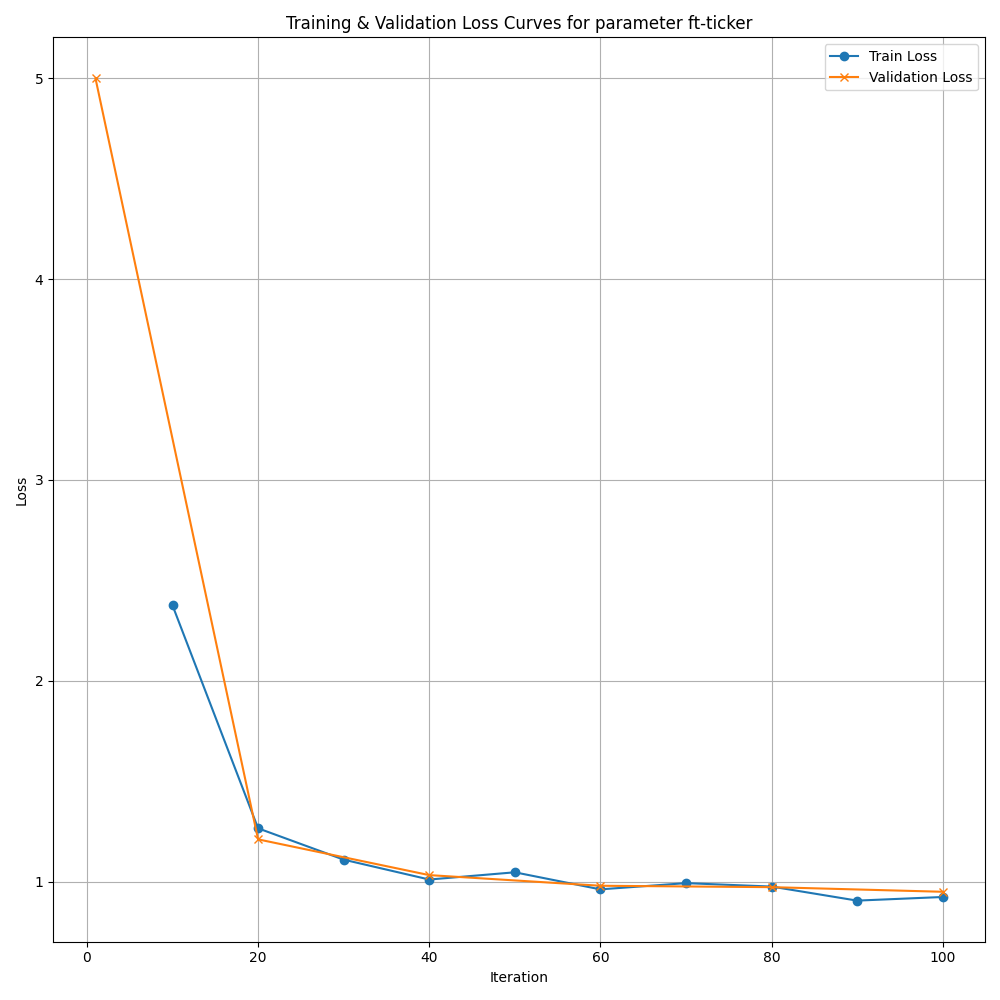 Training & Validation Loss Curves for parameter ft-ticker
Train Loss
Validation Loss
5
4
3
2
1
Loss
0 20 40 60 80 100
Iteration